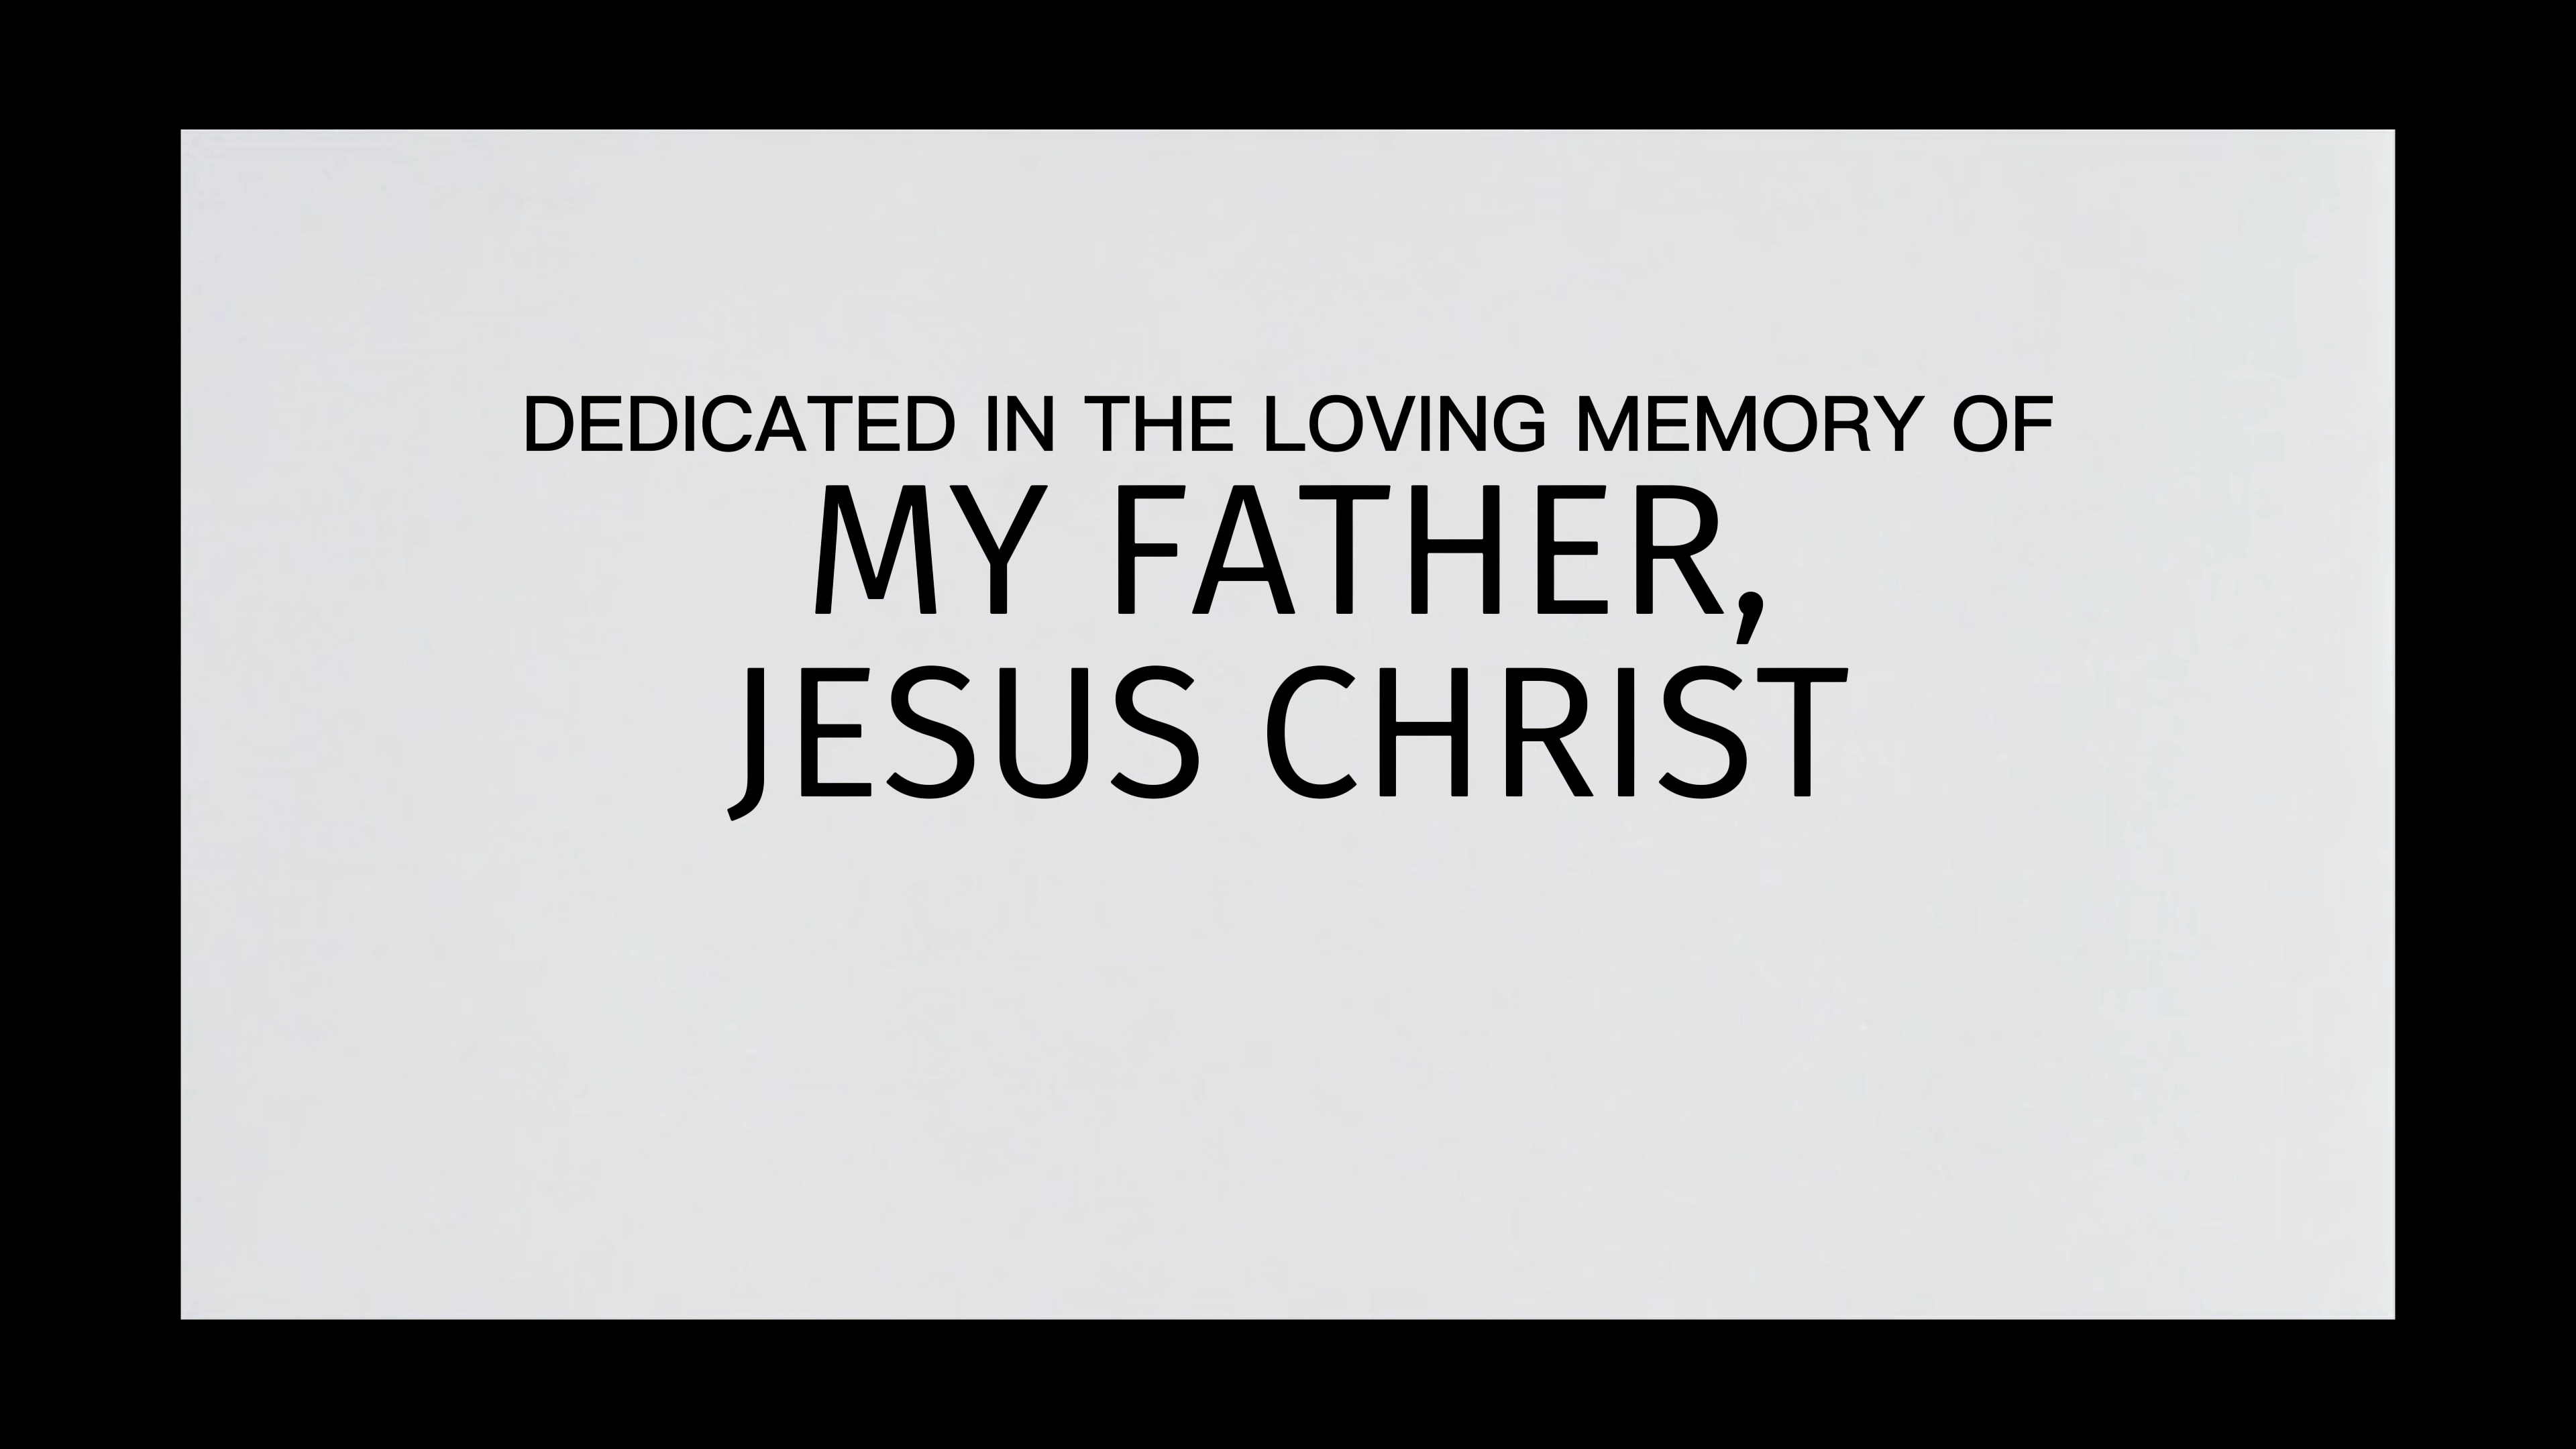 DEDICATED IN THE LOVING MEMORY OF
MY FATHER,
JESUS CHRIST